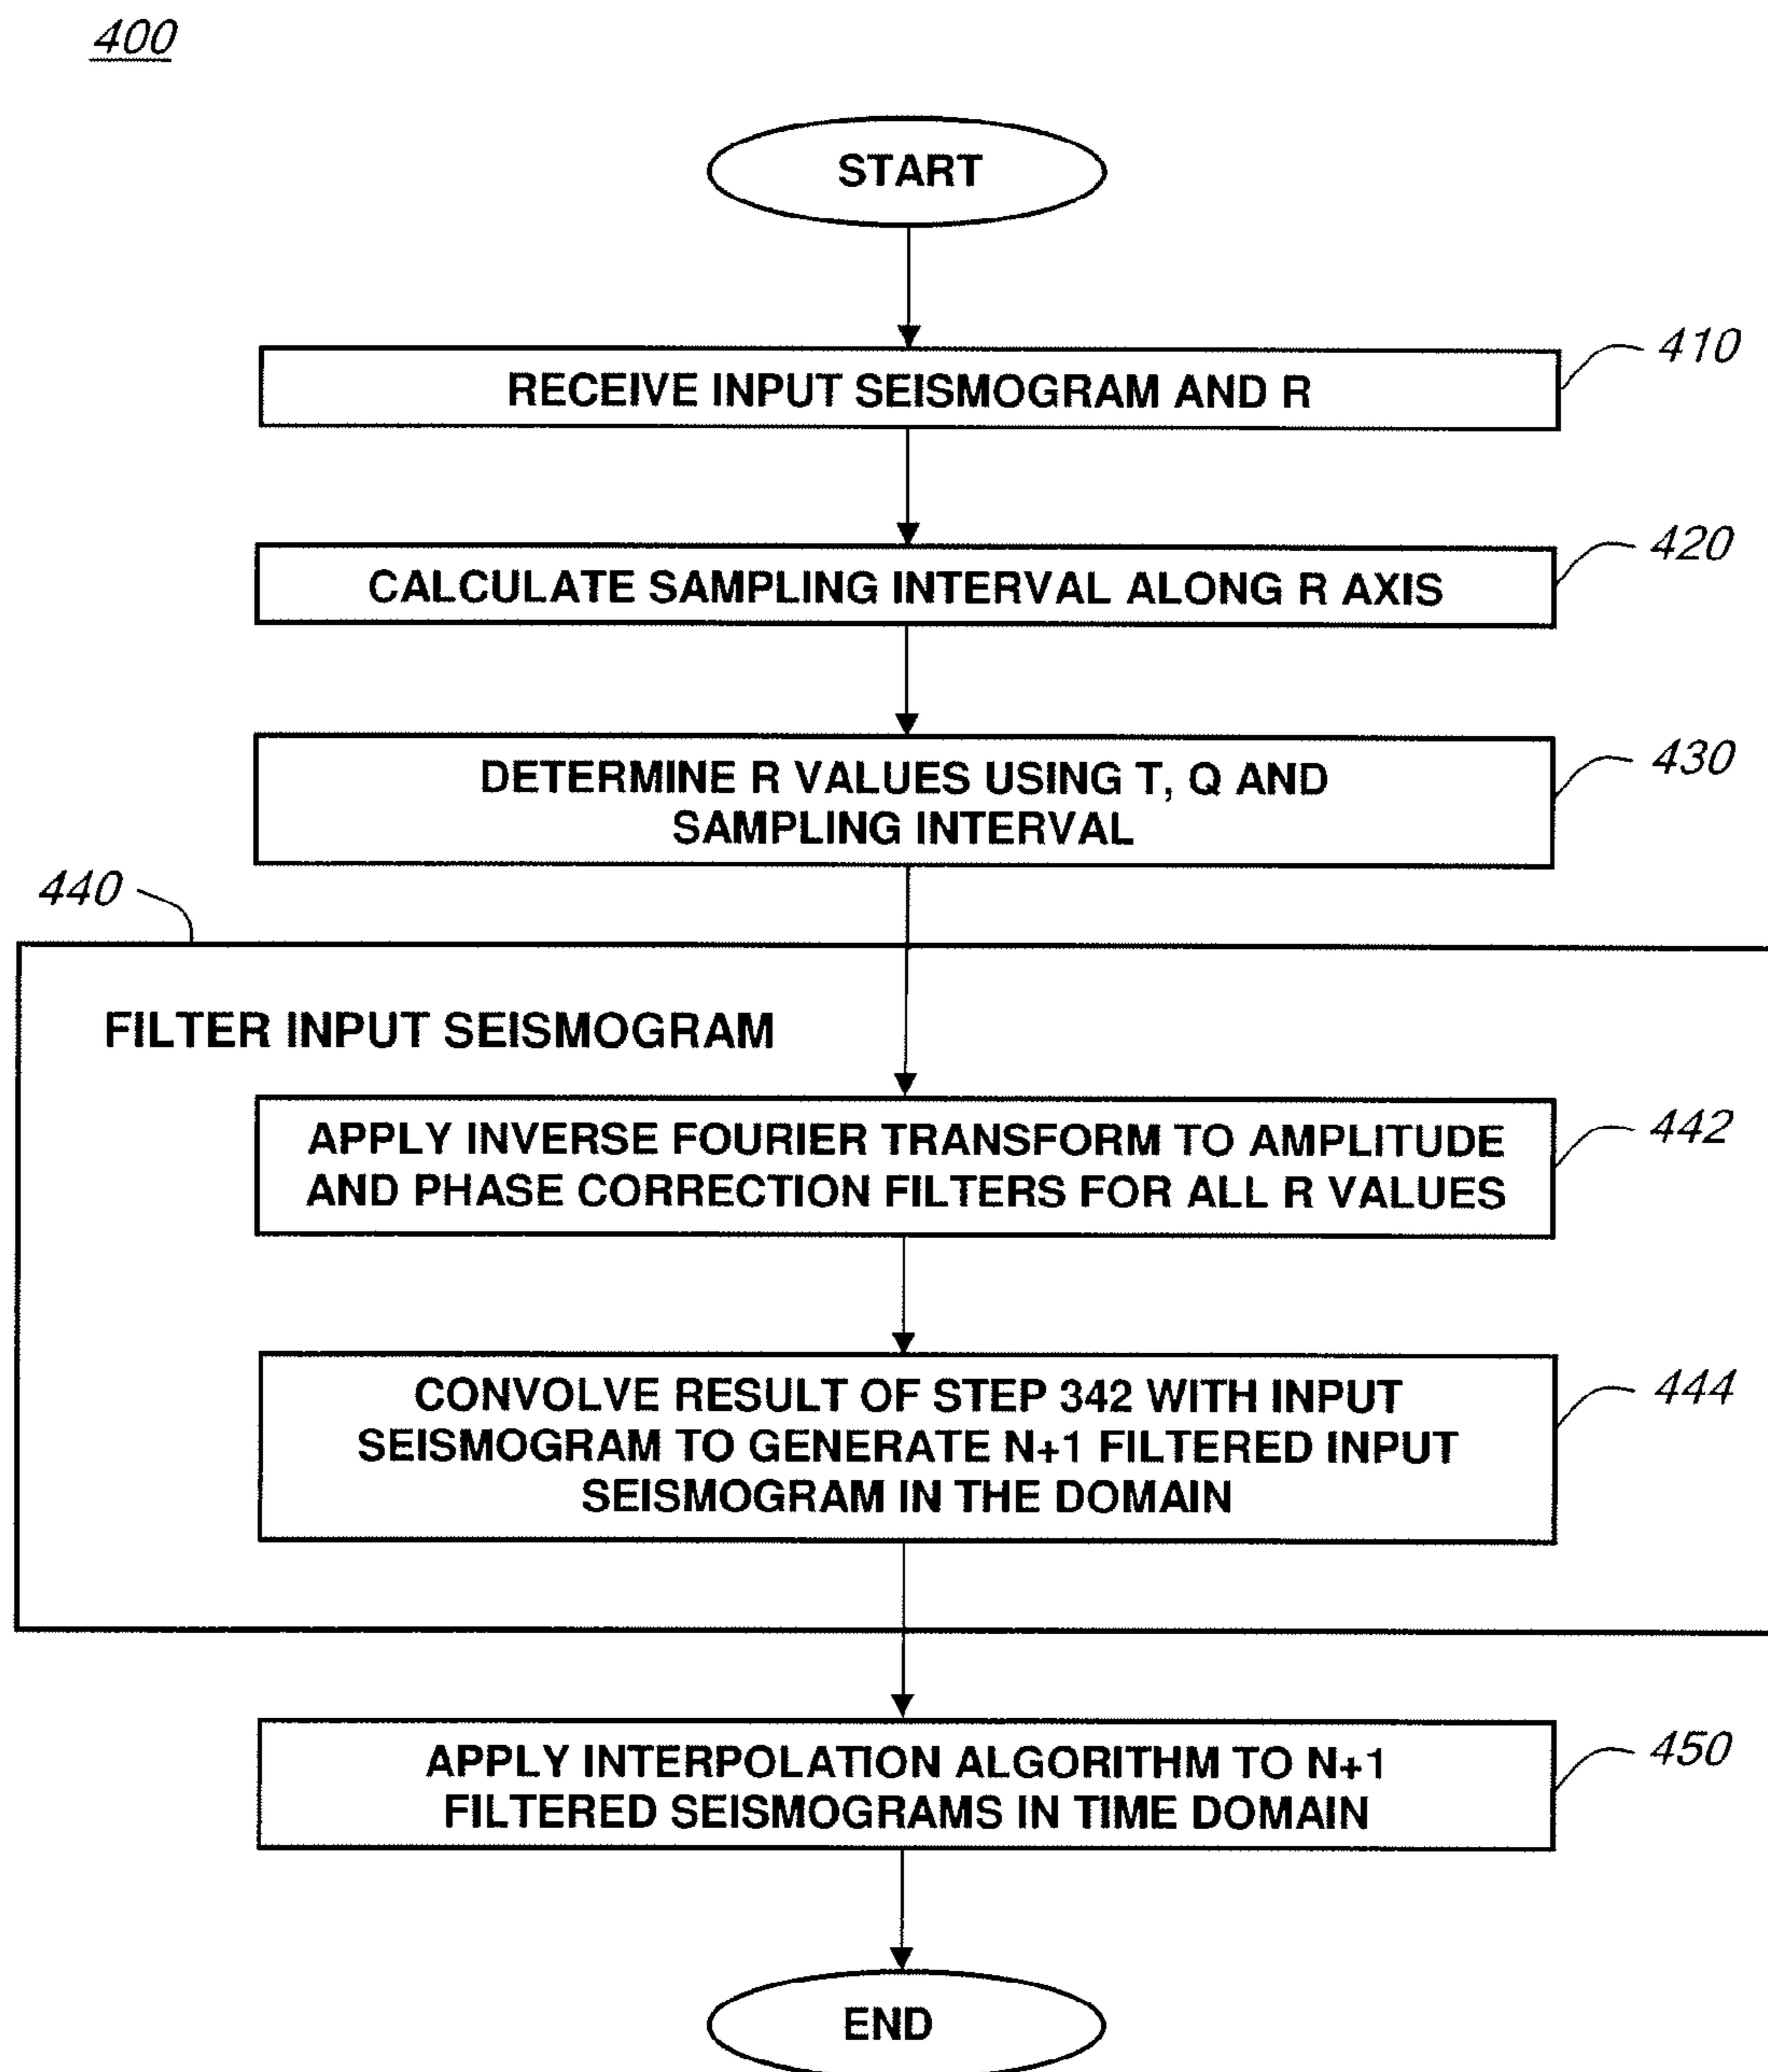 400
START
RECEIVE INPUT SEISMOGRAM AND R
410
CALCULATE SAMPLING INTERVAL ALONG R AXIS
420
DETERMINE R VALUES USING T, Q AND
SAMPLING INTERVAL
430
440
FILTER INPUT SEISMOGRAM
APPLY INVERSE FOURIER TRANSFORM TO AMPLITUDE
AND PHASE CORRECTION FILTERS FOR ALL R VALUES
442
CONVOLVE RESULT OF STEP 342 WITH INPUT
SEISMOGRAM TO GENERATE N+1 FILTERED INPUT
SEISMOGRAM IN THE DOMAIN
444
APPLY INTERPOLATION ALGORITHM TO N+1
FILTERED SEISMOGRAMS IN TIME DOMAIN
450
END